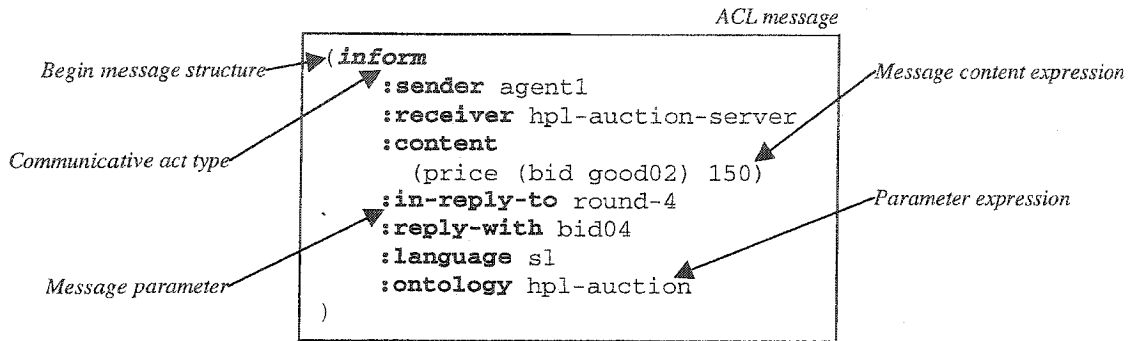 ACL message
Begin message structure
(inform
:sender agent1
:receiver hpl-auction-server
:content
(price (bid good02) 150)
:in-reply-to round-4
:reply-with bid04
:language sl
:ontology hpl-auction
)
Communicative act type
Message parameter
Message content expression
Parameter expression